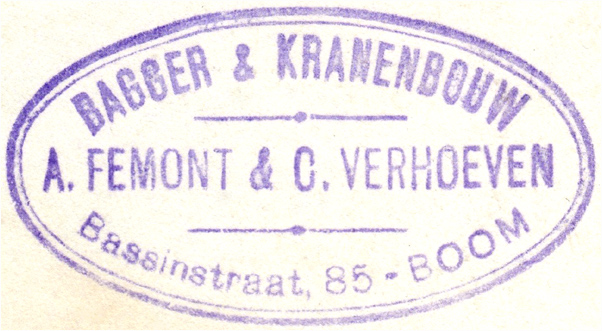 BAGGER & KRANENBOUW
A. FEMONT & C. VERHOEVEN
Bassinstraat, 85 - BOOM